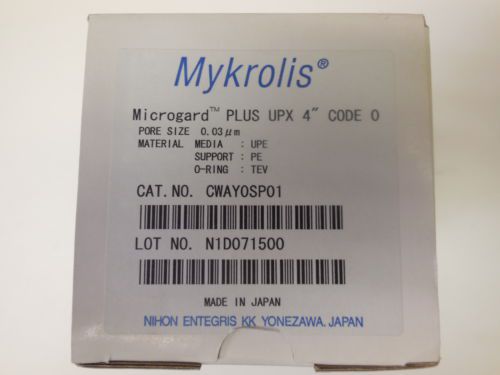 Mykrolis®
Microgard™ PLUS UPX 4" CODE 0
PORE SIZE 0.03μm
MATERIAL MEDIA : UPE
SUPPORT : PE
O-RING : TEV
CAT.NO. CWAY0SP01
LOT NO. N1D071500
MADE IN JAPAN
NIHON ENTEGRIS KK YONEZAWA.JAPAN